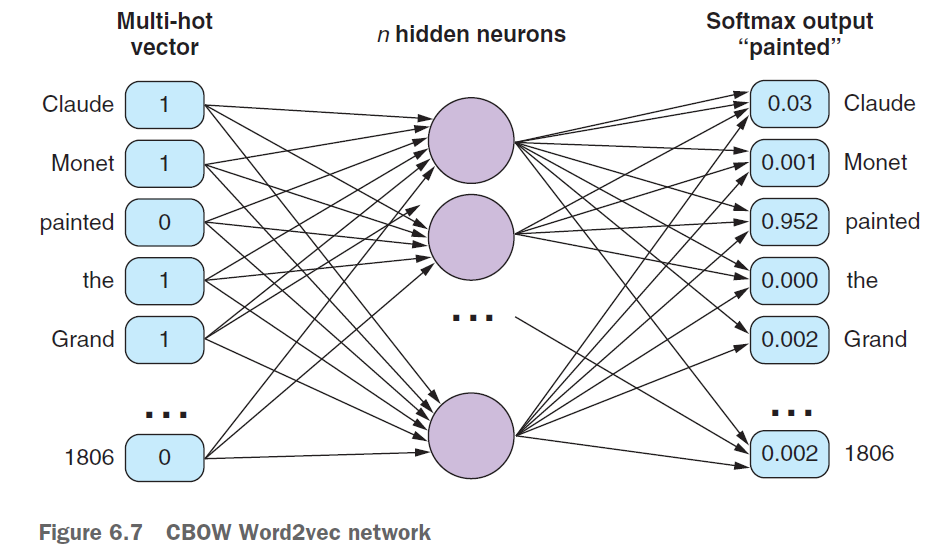 Multi-hot
vector
n hidden neurons
Softmax output
“painted”
Claude 1 0.03 Claude
Monet 1 0.001 Monet
painted 0 0.952 painted
the 1 0.000 the
Grand 1 0.002 Grand
... ... ...
1806 0 0.002 1806
Figure 6.7 CBOW Word2vec network